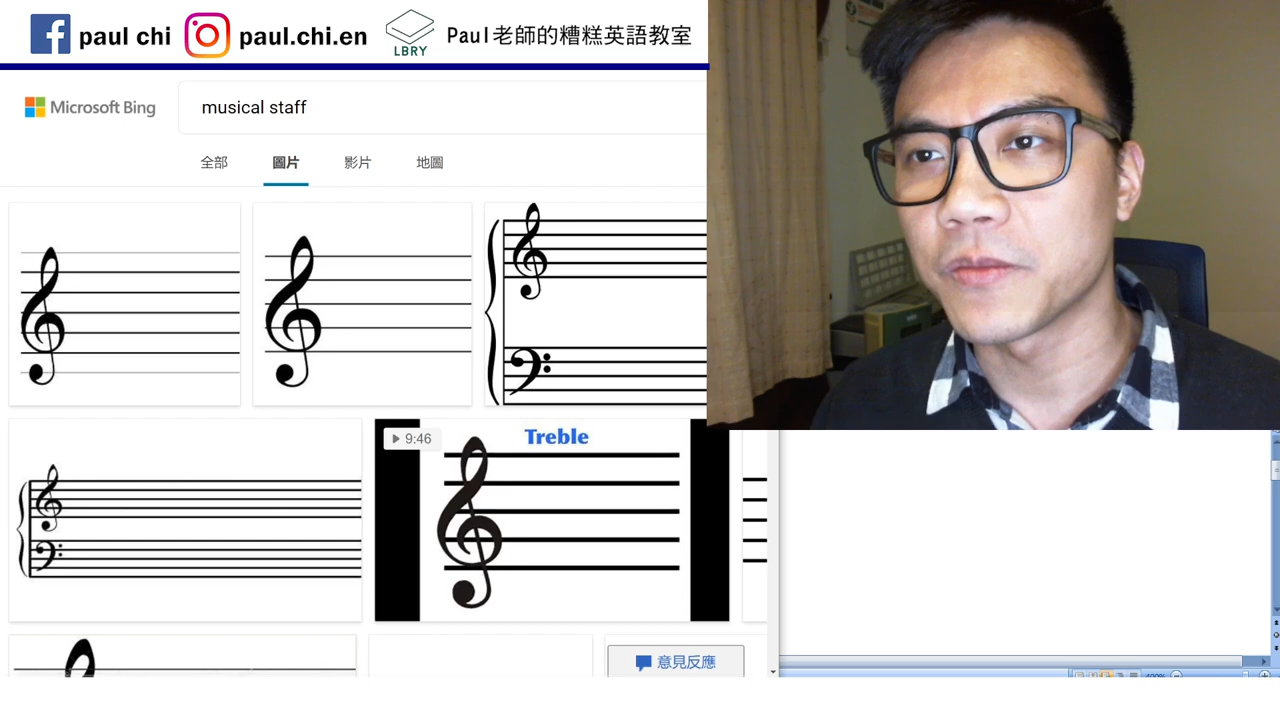 paul chi paul.chi.en LBRY Paul老師的糟糕英語教室
Microsoft Bing musical staff
全部 圖片 影片 地圖
9:46 Treble
意見反應
400%